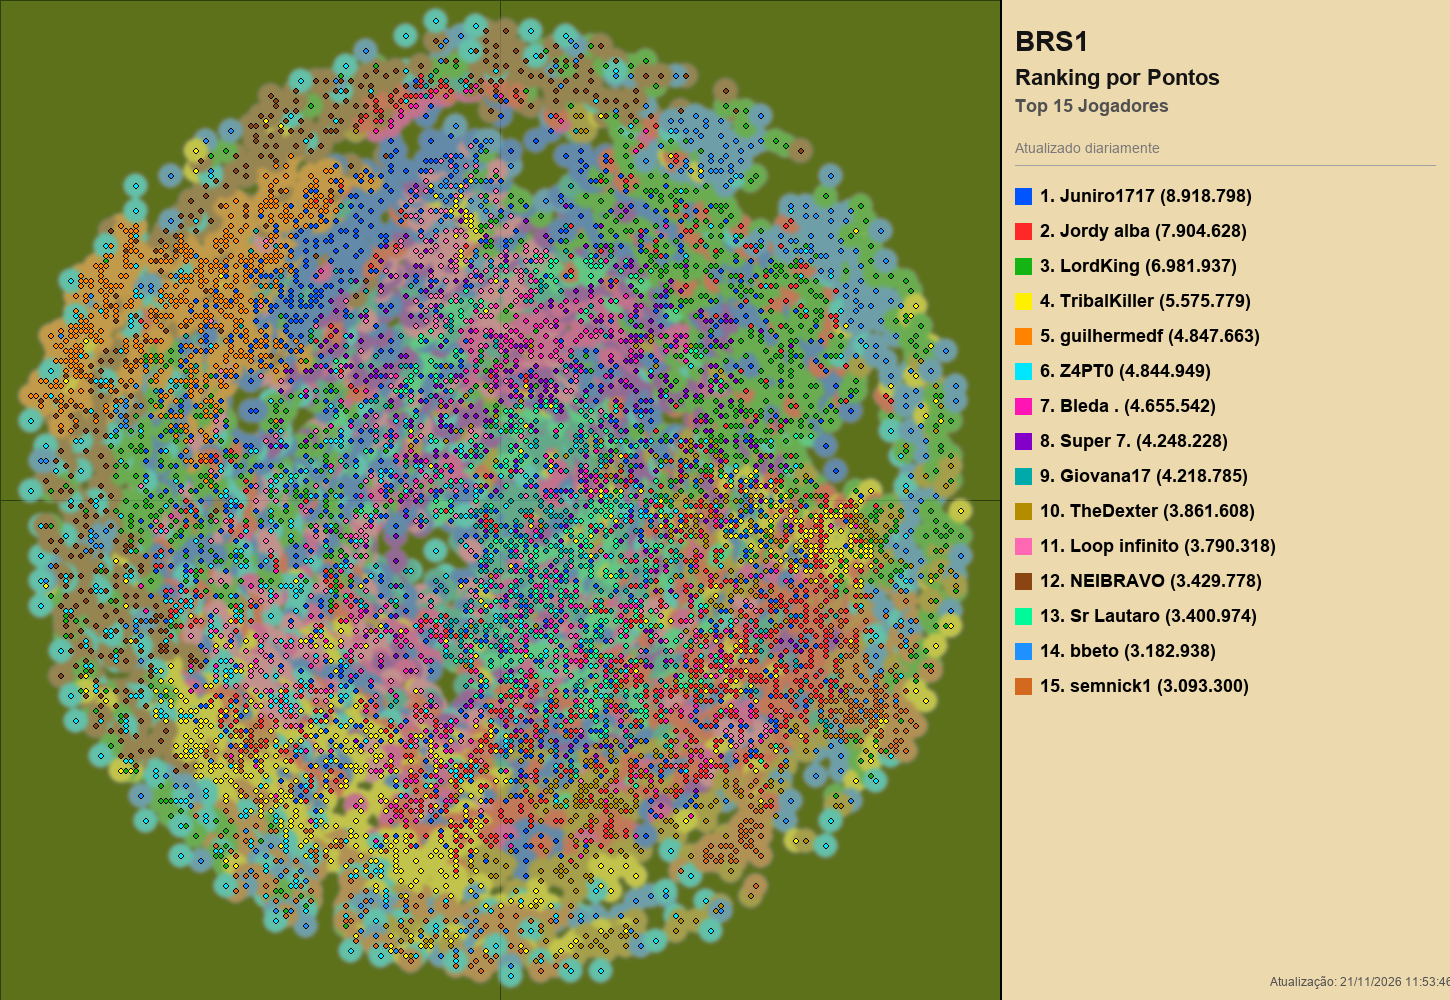 BRS1
Ranking por Pontos
Top 15 Jogadores
Atualizado diariamente
1. Juniro1717 (8.918.798)
2. Jordy alba (7.904.628)
3. LordKing (6.981.937)
4. TribalKiller (5.575.779)
5. guilhermedf (4.847.663)
6. Z4PT0 (4.844.949)
7. Bleda . (4.655.542)
8. Super 7. (4.248.228)
9. Giovana17 (4.218.785)
10. TheDexter (3.861.608)
11. Loop infinito (3.790.318)
12. NEIBRAVO (3.429.778)
13. Sr Lautaro (3.400.974)
14. bbeto (3.182.938)
15. semnick1 (3.093.300)
Atualização: 21/11/2026 11:53:46